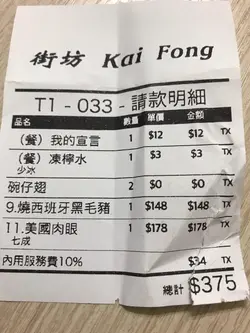 街坊 Kai Fong
T1 - 033 - 請款明細
品名 數量 單價 金額
（餐）我的宣言 1 $12 $12 TX
（餐）凍檸水 1 $3 $3 TX
少冰
碗仔翅 2 $0 $0 TX
9.燒西班牙黑毛豬 1 $148 $148 TX
11.美國肉眼 1 $178 $178 TX
七成
內用服務費10% $34 TX
總計 $375